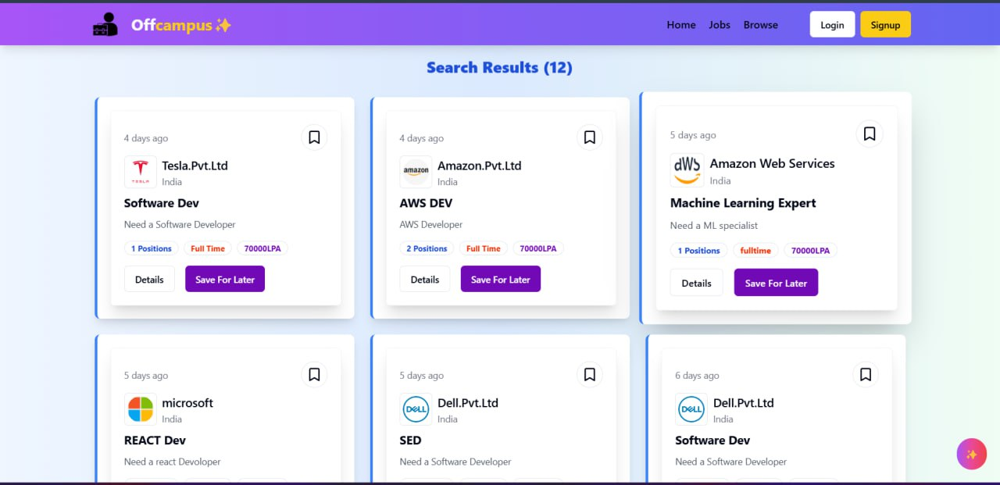 Offcampus✨ Home Jobs Browse Login Signup
Search Results (12)
4 days ago
TESLA
Tesla.Pvt.Ltd
India
Software Dev
Need a Software Developer
1 Positions Full Time 70000LPA
Details Save For Later
4 days ago
amazon
Amazon.Pvt.Ltd
India
AWS DEV
AWS Developer
2 Positions Full Time 70000LPA
Details Save For Later
5 days ago
aws
Amazon Web Services
India
Machine Learning Expert
Need a ML specialist
1 Positions fulltime 70000LPA
Details Save For Later
5 days ago
microsoft
India
REACT Dev
Need a react Devoloper
5 days ago
DELL
Dell.Pvt.Ltd
India
SED
Need a Software Developer
6 days ago
DELL
Dell.Pvt.Ltd
India
Software Dev
Need a Software Developer